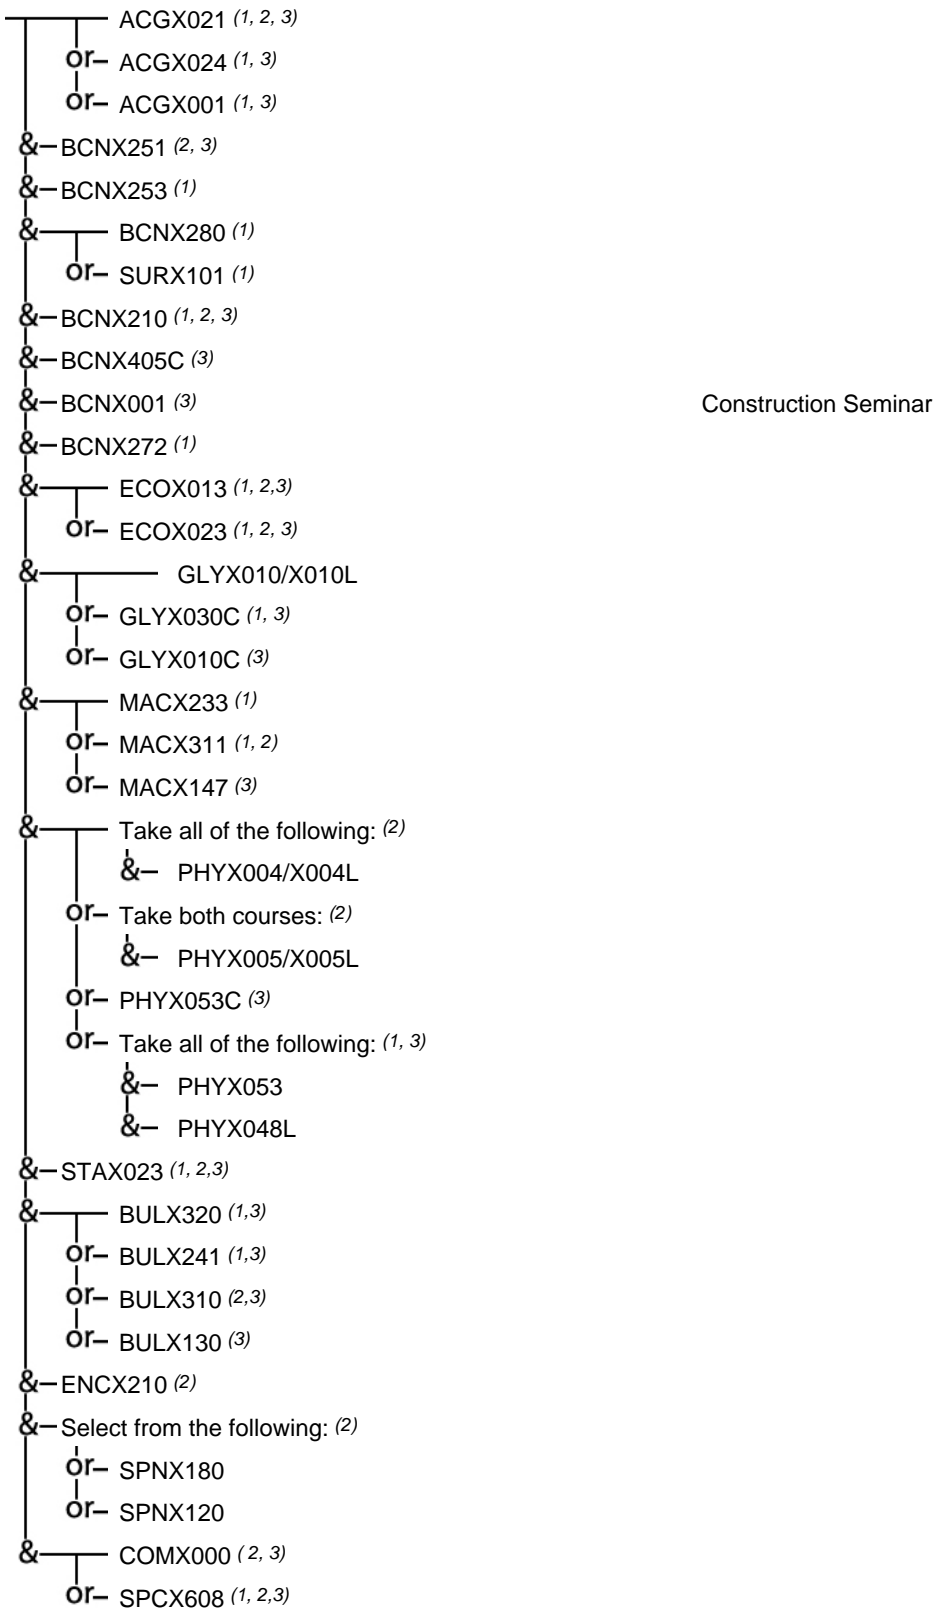 ACGX021 (1, 2, 3)
or ACGX024 (1, 3)
or ACGX001 (1, 3)
& BCNX251 (2, 3)
& BCNX253 (1)
& BCNX280 (1)
or SURX101 (1)
& BCNX210 (1, 2, 3)
& BCNX405C (3)
& BCNX001 (3) Construction Seminar
& BCNX272 (1)
& ECOX013 (1, 2,3)
or ECOX023 (1, 2, 3)
& GLYX010/X010L
or GLYX030C (1, 3)
or GLYX010C (3)
& MACX233 (1)
or MACX311 (1, 2)
or MACX147 (3)
& Take all of the following: (2)
& PHYX004/X004L
or Take both courses: (2)
& PHYX005/X005L
or PHYX053C (3)
or Take all of the following: (1, 3)
& PHYX053
& PHYX048L
& STAX023 (1, 2,3)
& BULX320 (1,3)
or BULX241 (1,3)
or BULX310 (2,3)
or BULX130 (3)
& ENCX210 (2)
& Select from the following: (2)
or SPNX180
or SPNX120
& COMX000 ( 2, 3)
or SPCX608 (1, 2,3)